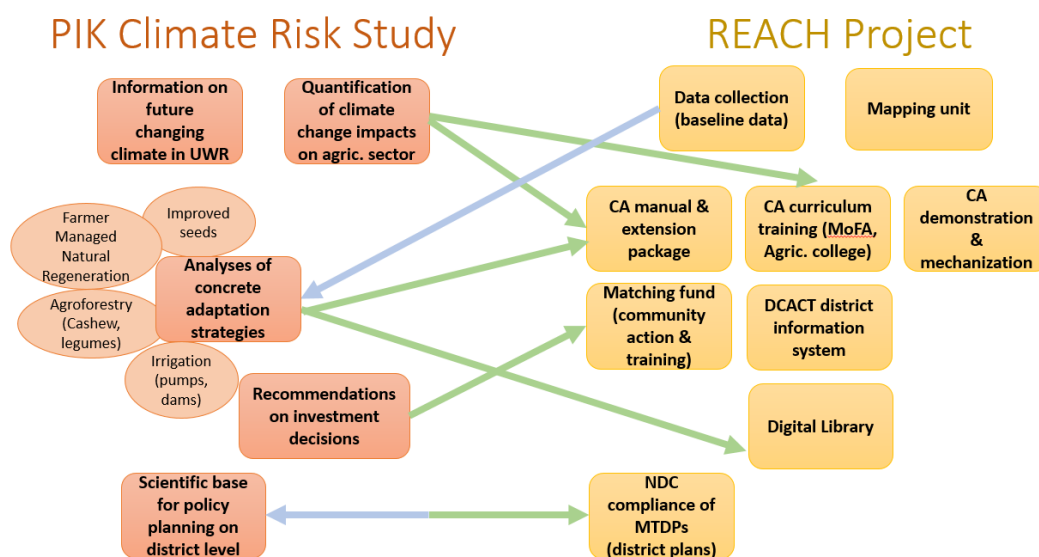 PIK Climate Risk Study
REACH Project
Information on
future
changing
climate in UWR
Quantification
of climate
change impacts
on agric. sector
Data collection
(baseline data)
Mapping unit
Farmer
Managed
Natural
Regeneration
Improved
seeds
Analyses of
concrete
adaptation
strategies
Agroforestry
(Cashew,
legumes)
Irrigation
(pumps,
dams)
CA manual &
extension
package
CA curriculum
training (MoFA,
Agric. college)
CA
demonstration
&
mechanization
Matching fund
(community
action &
training)
DCACT district
information
system
Recommendations
on investment
decisions
Digital Library
Scientific base
for policy
planning on
district level
NDC
compliance of
MTDPs
(district plans)